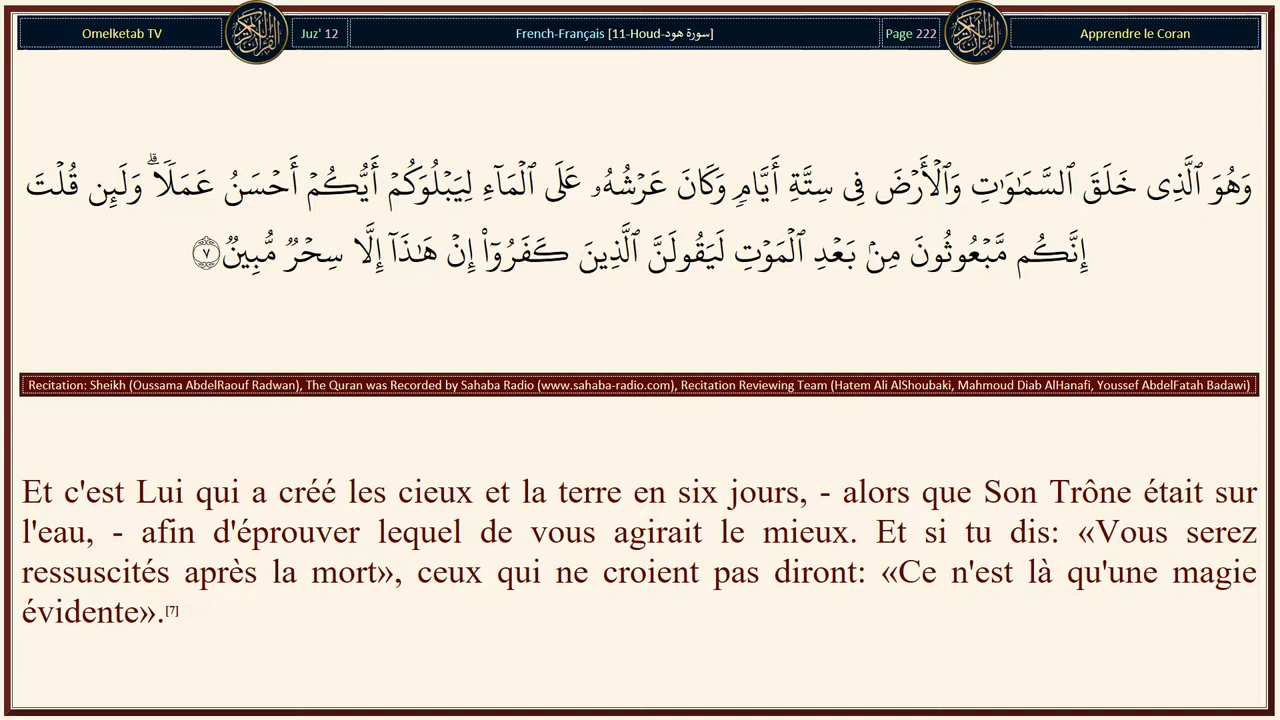 Omelketab TV
Juz' 12
French-Français [11-Houd-سورة هود]
Page 222
Apprendre le Coran
وَهُوَ ٱلَّذِى خَلَقَ ٱلسَّمَـٰوَٰتِ وَٱلْأَرْضَ فِى سِتَّةِ أَيَّامٍ وَكَانَ عَرْشُهُۥ عَلَى ٱلْمَآءِ لِيَبْلُوَكُمْ أَيُّكُمْ أَحْسَنُ عَمَلًا ۗ وَلَئِن قُلْتَ
إِنَّكُم مَّبْعُوثُونَ مِنۢ بَعْدِ ٱلْمَوْتِ لَيَقُولَنَّ ٱلَّذِينَ كَفَرُوٓا۟ إِنْ هَـٰذَآ إِلَّا سِحْرٌ مُّبِينٌ ٧
Recitation: Sheikh (Oussama AbdelRaouf Radwan), The Quran was Recorded by Sahaba Radio (www.sahaba-radio.com), Recitation Reviewing Team (Hatem Ali AlShoubaki, Mahmoud Diab AlHanafi, Youssef AbdelFatah Badawi)
Et c'est Lui qui a créé les cieux et la terre en six jours, - alors que Son Trône était sur
l'eau, - afin d'éprouver lequel de vous agirait le mieux. Et si tu dis: «Vous serez
ressuscités après la mort», ceux qui ne croient pas diront: «Ce n'est là qu'une magie
évidente».[7]